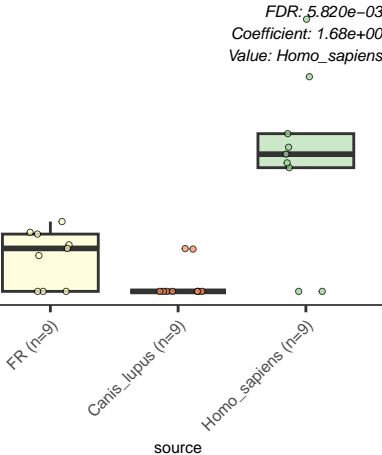 FDR: 5.820e−03
Coefficient: 1.68e+00
Value: Homo_sapiens
FR (n=9)
Canis_lupus (n=9)
Homo_sapiens (n=9)
source